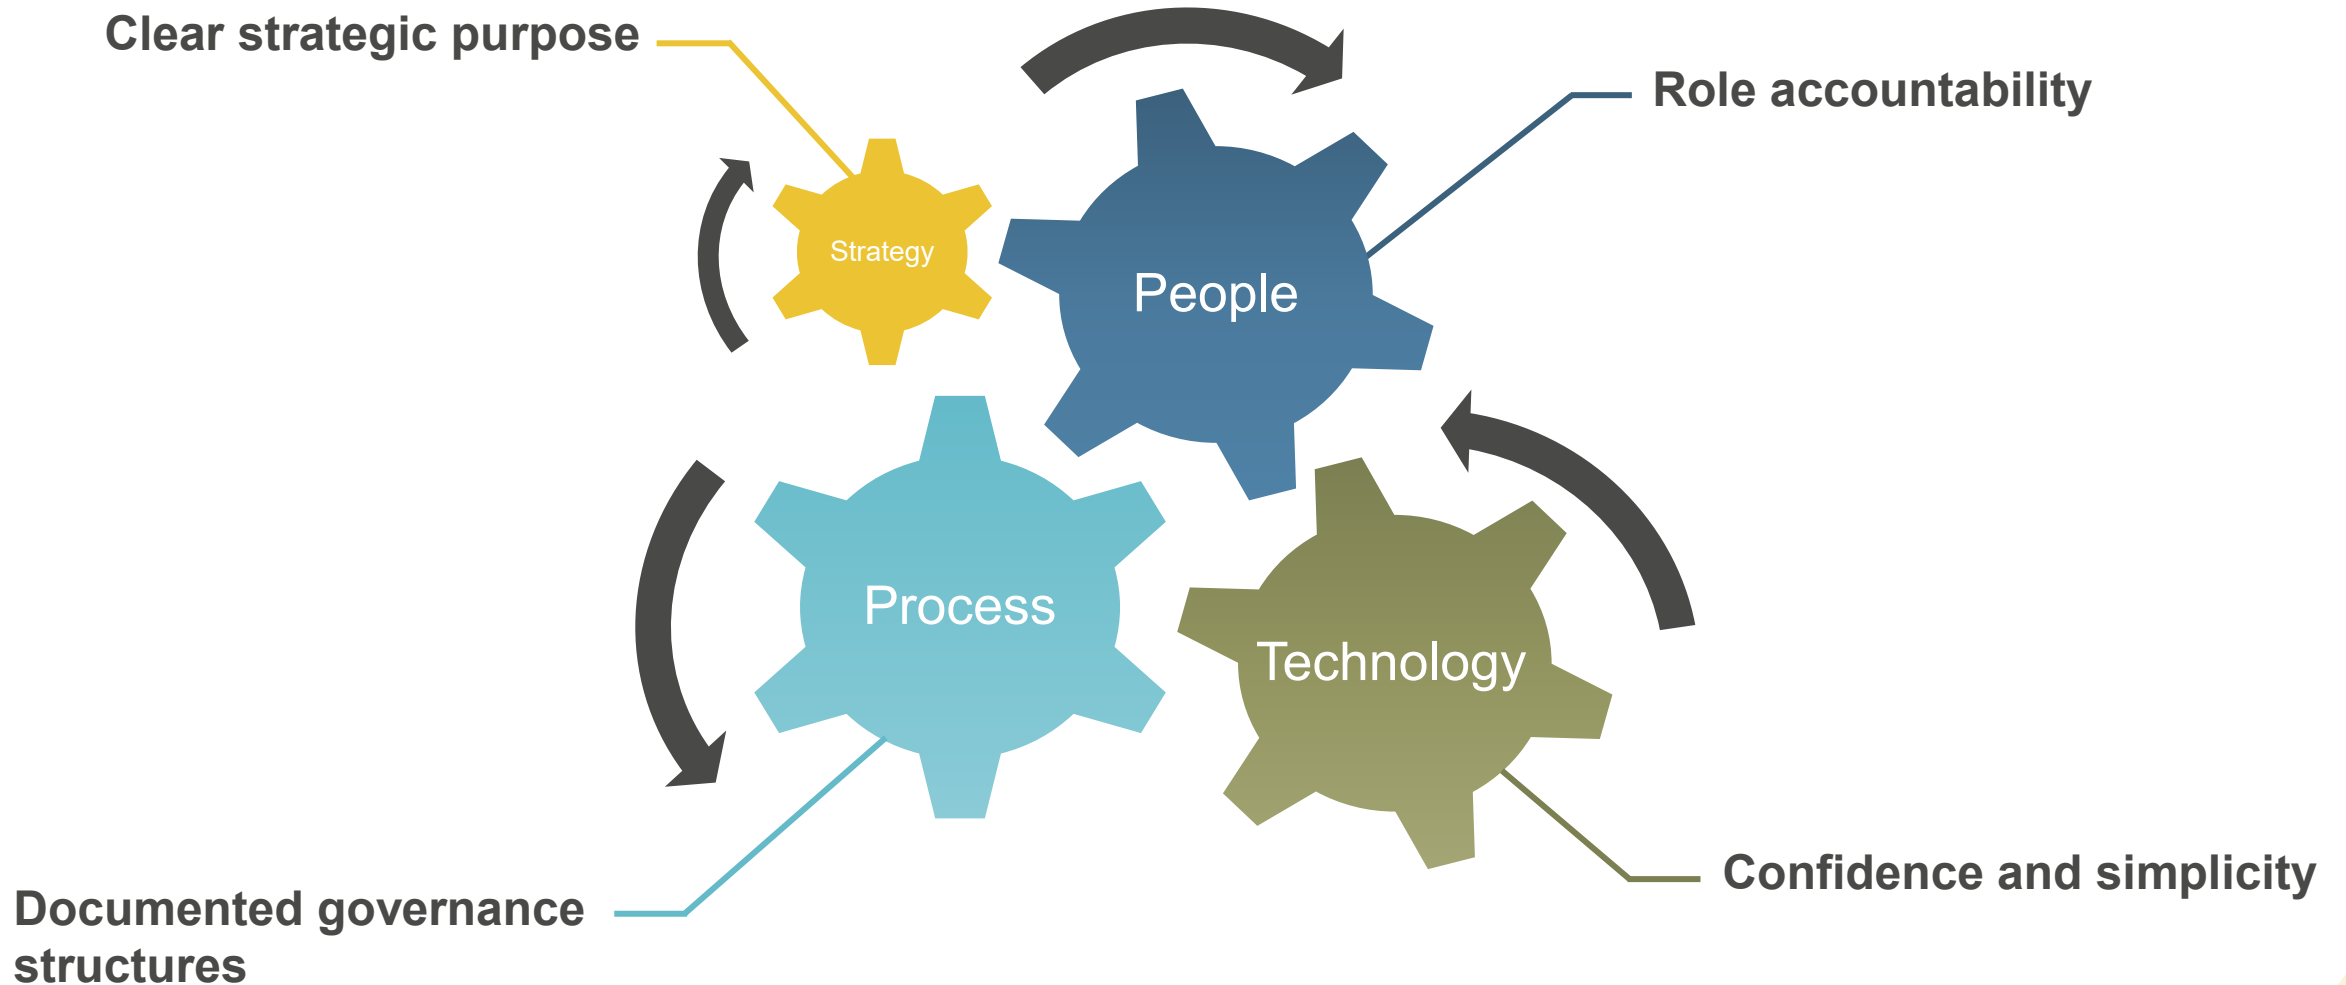 Clear strategic purpose
Role accountability
Strategy
People
Process
Technology
Confidence and simplicity
Documented governance
structures